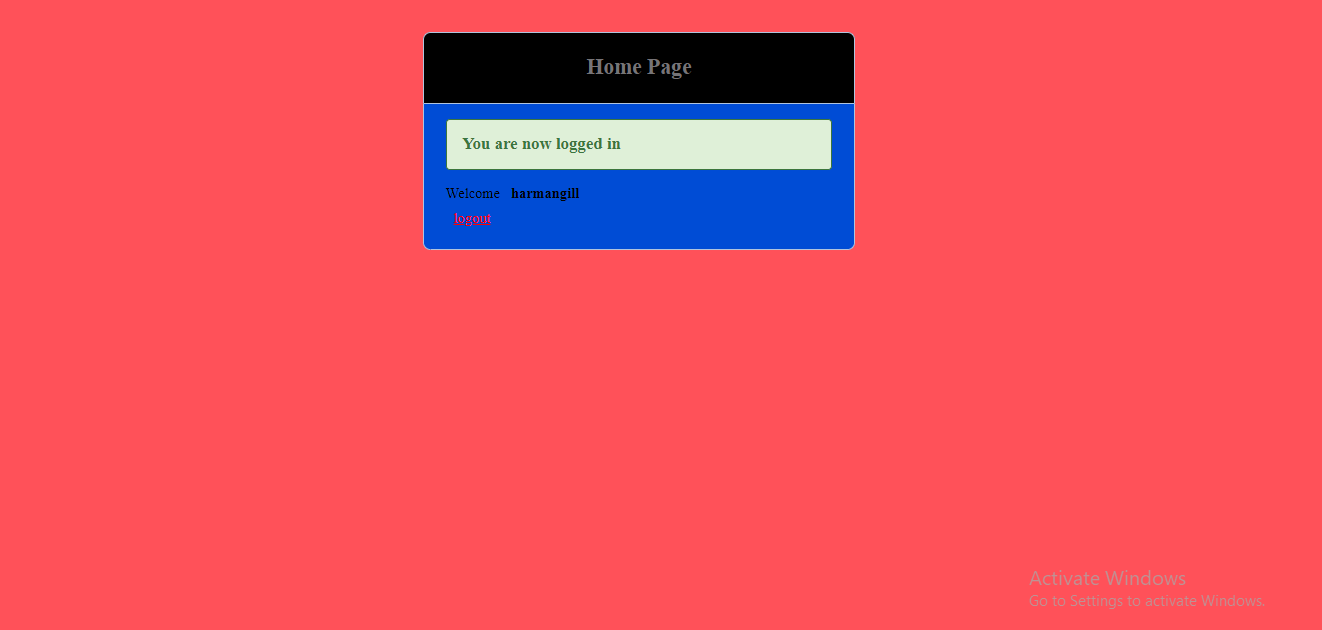 Home Page
You are now logged in
Welcome harmangill
logout
Activate Windows
Go to Settings to activate Windows.